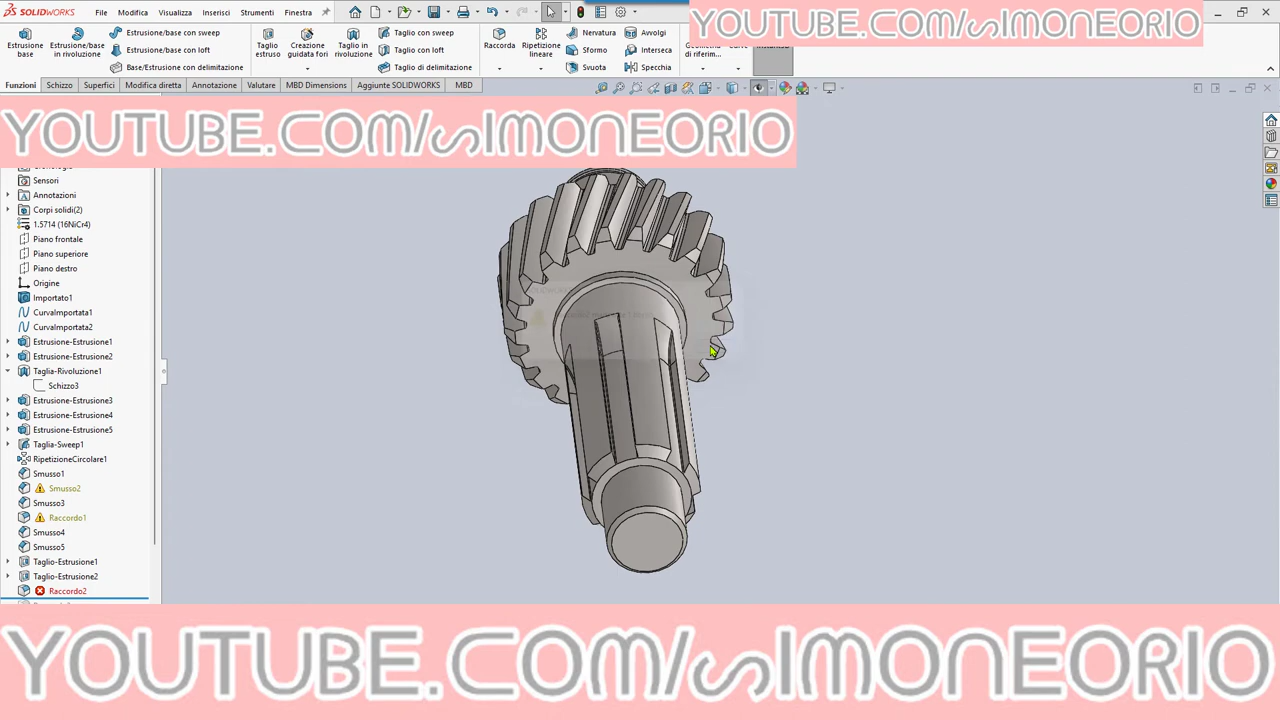 SOLIDWORKS File Modifica Visualizza Inserisci Strumenti Finestra
YOUTUBE.COM/SIMONEORIO
Estrusione base
Estrusione/base in rivoluzione
Estrusione/base con sweep
Estrusione/base con loft
Base/Estrusione con delimitazione
Taglio estruso
Creazione guidata fori
Taglio in rivoluzione
Taglio con sweep
Taglio con loft
Taglio di delimitazione
Raccordo
Ripetizione lineare
Nervatura
Sformo
Svuota
Avvolgi
Interseca
Specchia
Funzioni Schizzo Superfici Modifica diretta Annotazione Valutare MBD Dimensions Aggiunte SOLIDWORKS MBD
YOUTUBE.COM/SIMONEORIO
Sensori
Annotazioni
Corpi solidi(2)
1.5714 (16NiCr4)
Piano frontale
Piano superiore
Piano destro
Origine
Importato1
CurvaImportata1
CurvaImportata2
Estrusione-Estrusione1
Estrusione-Estrusione2
Taglia-Rivoluzione1
Schizzo3
Estrusione-Estrusione3
Estrusione-Estrusione4
Estrusione-Estrusione5
Taglia-Sweep1
RipetizioneCircolare1
Smusso1
Smusso2
Smusso3
Raccordo1
Smusso4
Smusso5
Taglio-Estrusione1
Taglio-Estrusione2
Raccordo2
YOUTUBE.COM/SIMONEORIO